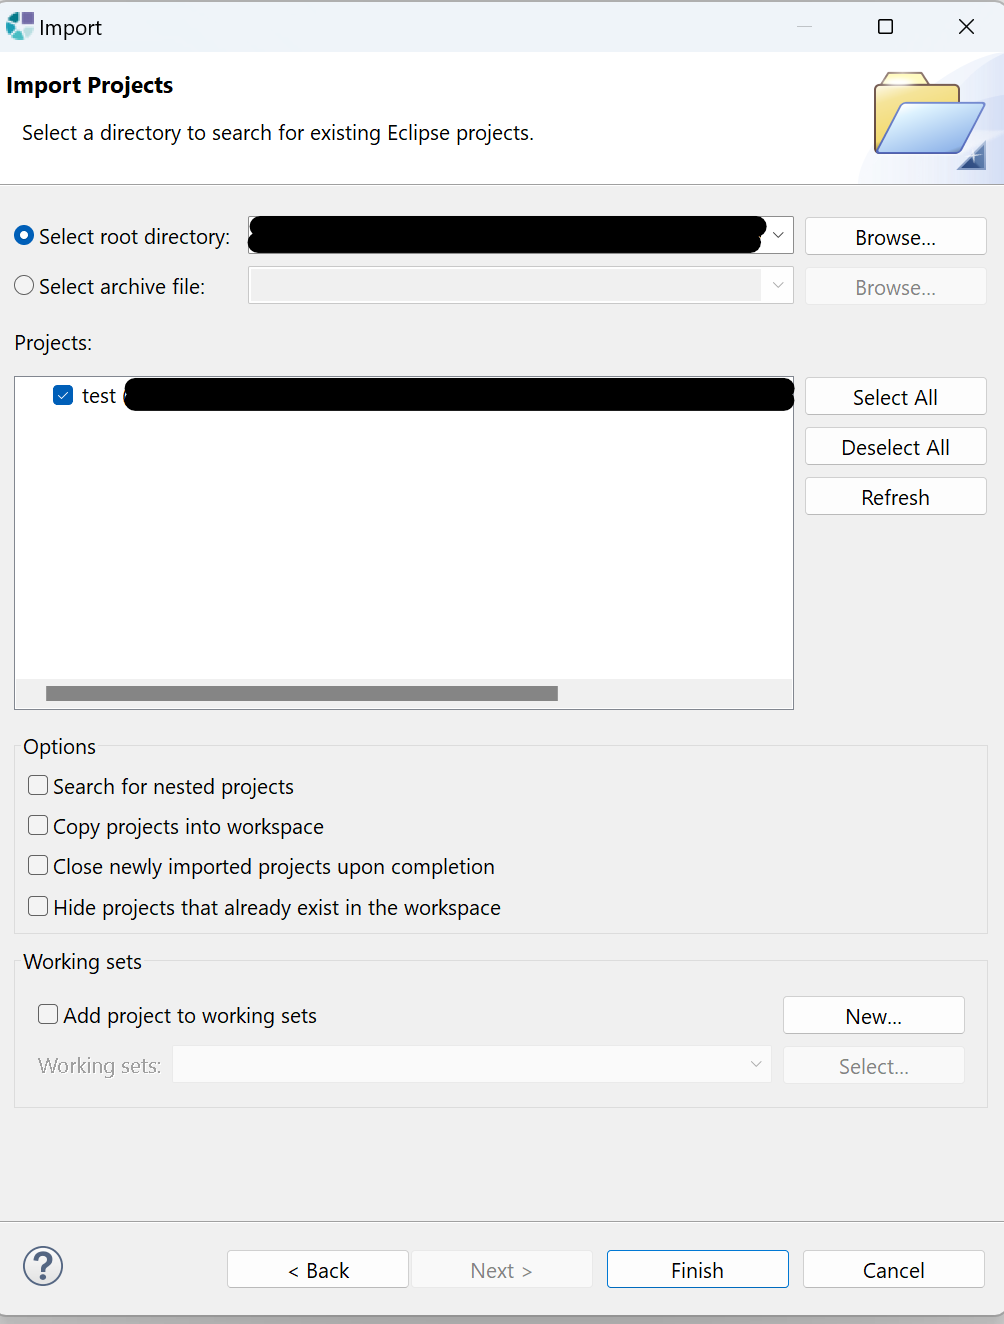 Import
Import Projects
Select a directory to search for existing Eclipse projects.
Select root directory:
Browse...
Select archive file:
Browse...
Projects:
test
Select All
Deselect All
Refresh
Options
Search for nested projects
Copy projects into workspace
Close newly imported projects upon completion
Hide projects that already exist in the workspace
Working sets
Add project to working sets
New...
Working sets:
Select...
?
< Back
Next >
Finish
Cancel